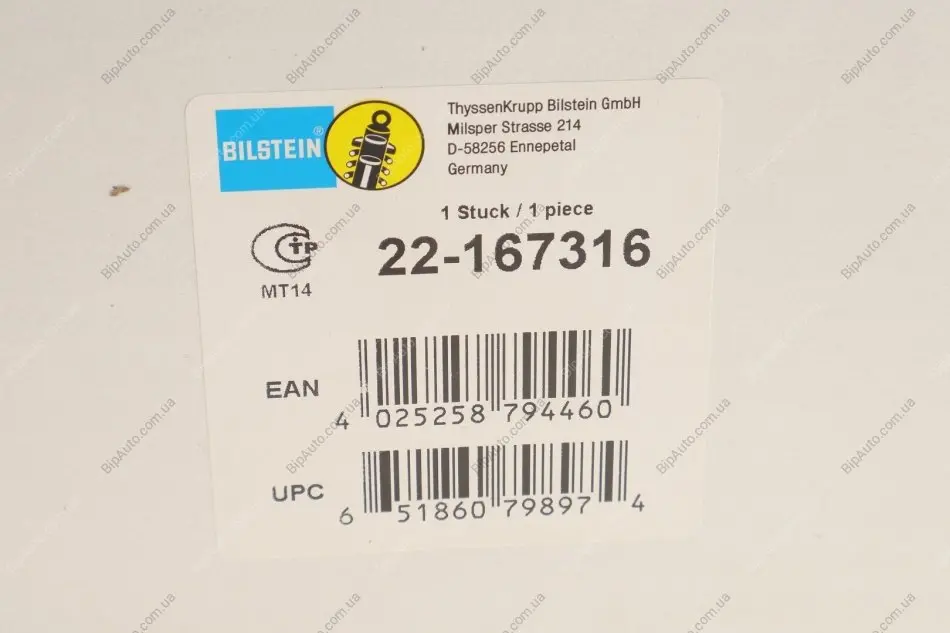 BILSTEIN®
ThyssenKrupp Bilstein GmbH
Milsper Strasse 214
D-58256 Ennepetal
Germany
1 Stuck / 1 piece
22-167316
MT14
EAN
4 025258 794460
UPC
6 51860 79897 4
BipAuto.com.ua